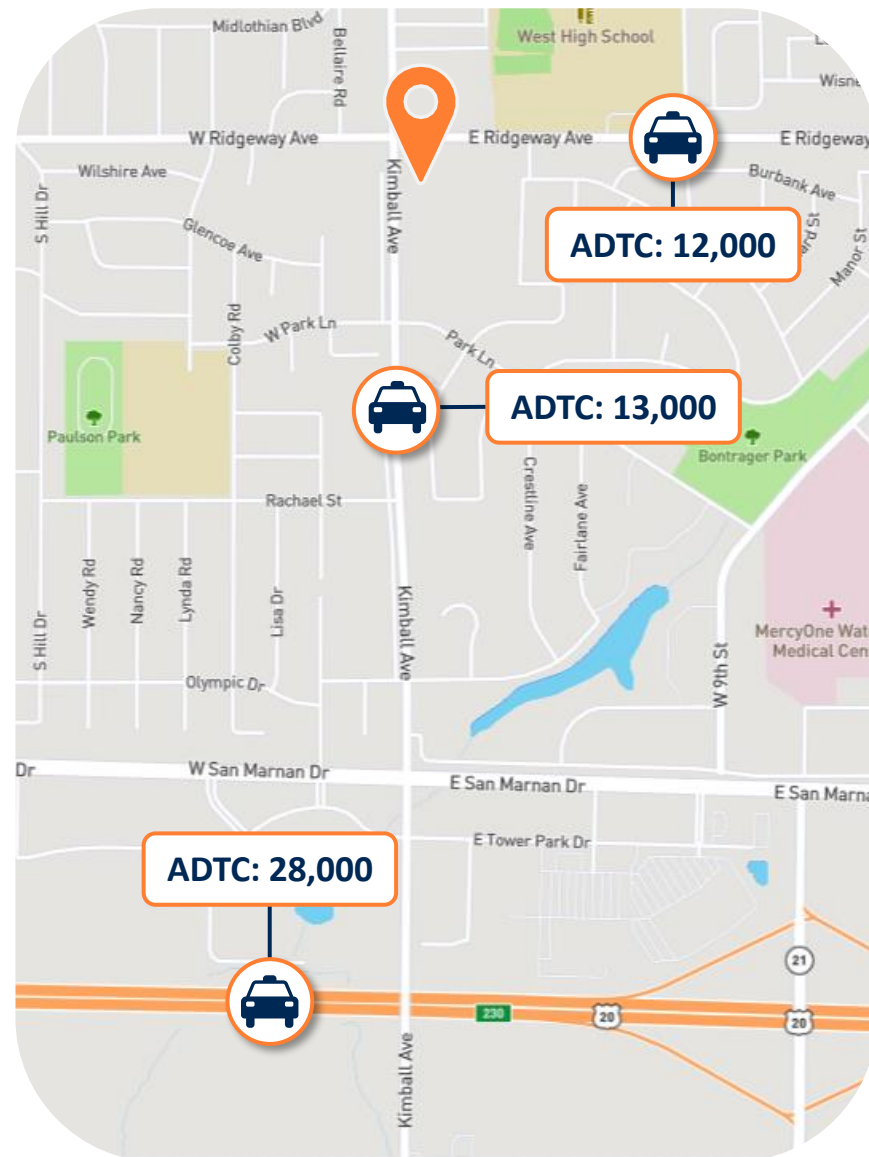 Midlothian Blvd
Bellaire Rd
West High School
W Ridgeway Ave
E Ridgeway Ave
E Ridgeway
Wilshire Ave
Kimball Ave
Burbank Ave
S Hill Dr
Glencoe Ave
ADTC: 12,000
Manor St
Colby Rd
W Park Ln
Park Ln
ADTC: 13,000
Paulson Park
Bontrager Park
Crestline Ave
Fairlane Ave
Rachael St
Wendy Rd
Nancy Rd
Lynda Rd
Lisa Dr
S Hill Dr
Kimball Ave
MercyOne Wat
Medical Cen
W 9th St
Olympic Dr
Dr
W San Marnan Dr
E San Marnan Dr
E San Marna
E Tower Park Dr
ADTC: 28,000
21
230
20
20
Kimball Ave